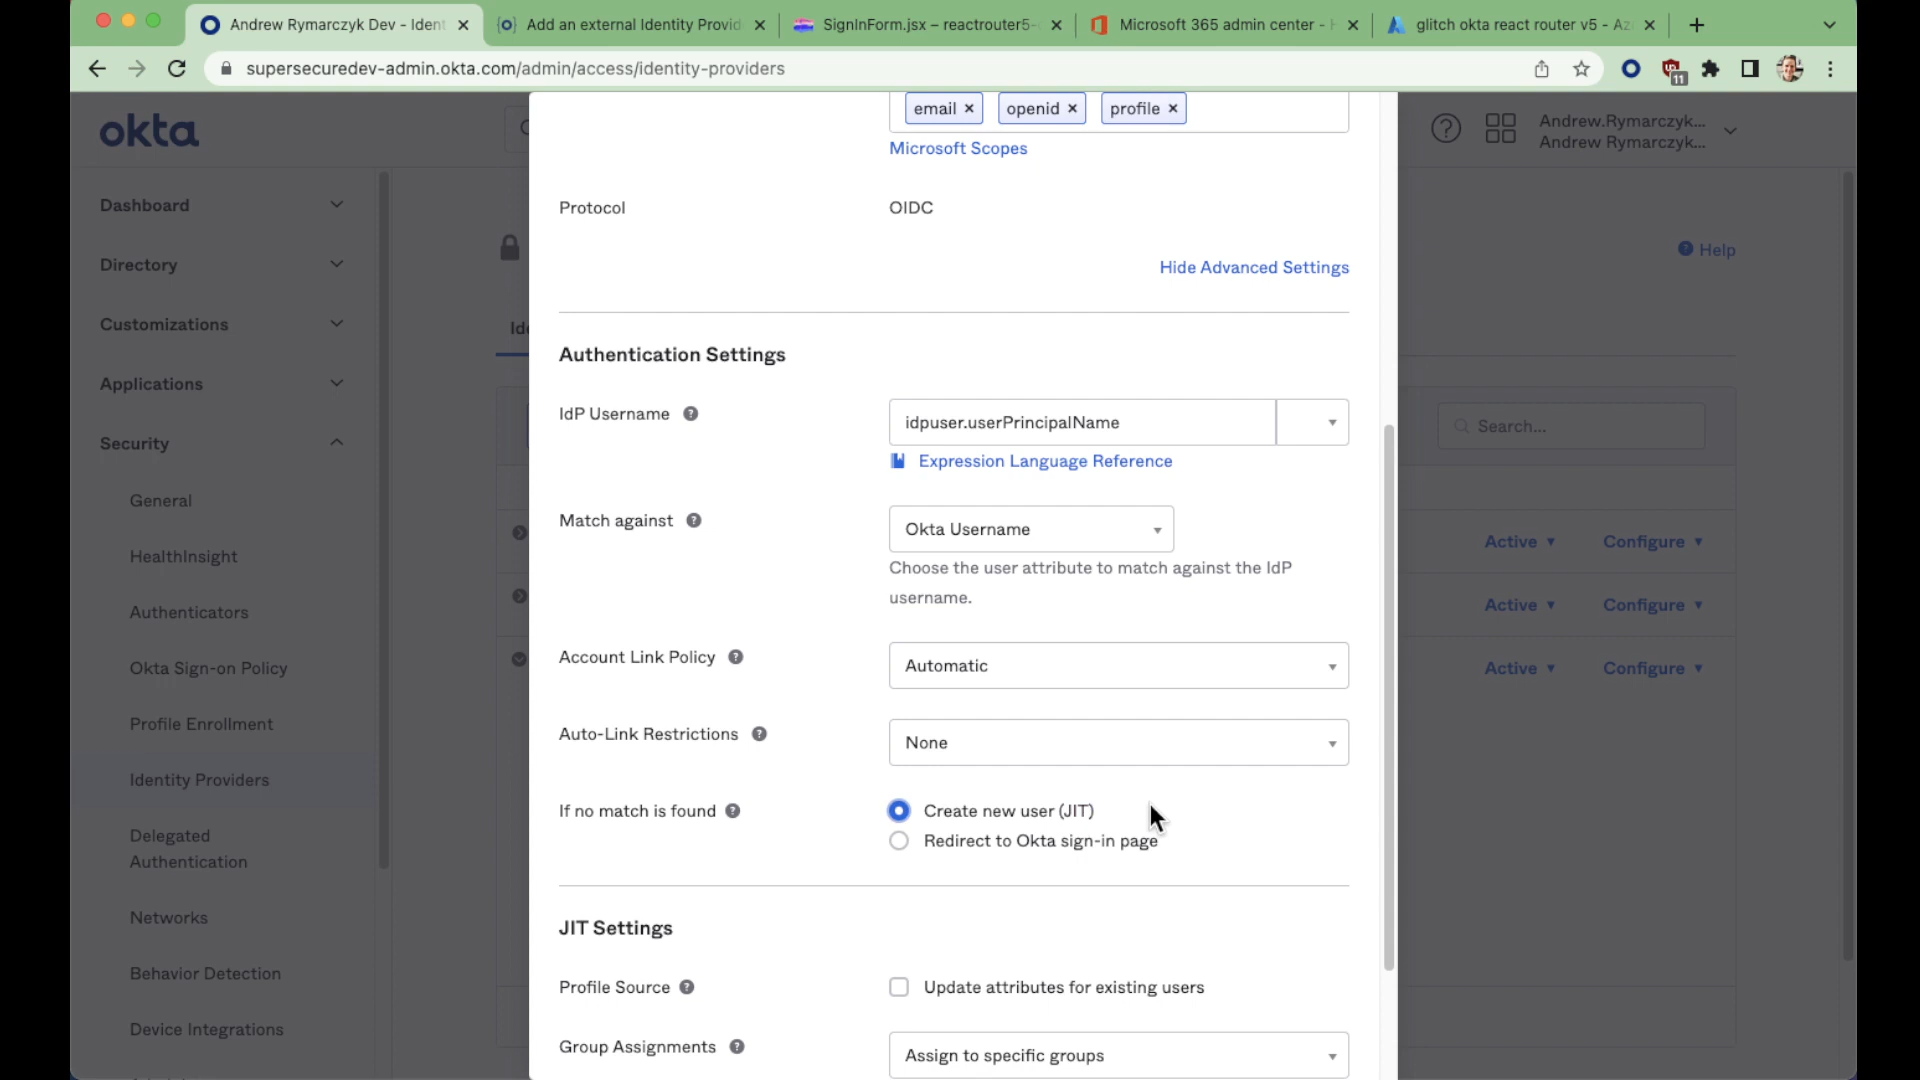 Andrew Rymarczyk Dev - Ident
Add an external Identity Provid
SignInForm.jsx – reactrouter5-
Microsoft 365 admin center - H
glitch okta react router v5 - Az
supersecuredev-admin.okta.com/admin/access/identity-providers
11
okta
Andrew.Rymarczyk...
Andrew Rymarczyk...
Help
Dashboard
Directory
Customizations
Applications
Security
General
HealthInsight
Authenticators
Okta Sign-on Policy
Profile Enrollment
Identity Providers
Delegated
Authentication
Networks
Behavior Detection
Device Integrations
Ide
email × openid × profile ×
Microsoft Scopes
Protocol OIDC
Hide Advanced Settings
Authentication Settings
IdP Username idpuser.userPrincipalName
Expression Language Reference
Match against Okta Username
Choose the user attribute to match against the IdP
username.
Account Link Policy Automatic
Auto-Link Restrictions None
If no match is found Create new user (JIT)
Redirect to Okta sign-in page
JIT Settings
Profile Source Update attributes for existing users
Group Assignments Assign to specific groups
Search...
Active Configure
Active Configure
Active Configure